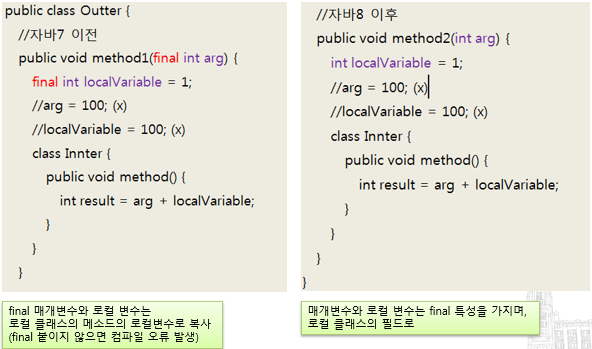 public class Outter {
//자바7 이전
public void method1(final int arg) {
final int localVariable = 1;
//arg = 100; (x)
//localVariable = 100; (x)
class Innter {
public void method() {
int result = arg + localVariable;
}
}
}
final 매개변수와 로컬 변수는
로컬 클래스의 메소드의 로컬변수로 복사
(final 붙이지 않으면 컴파일 오류 발생)
//자바8 이후
public void method2(int arg) {
int localVariable = 1;
//arg = 100; (x)
//localVariable = 100; (x)
class Innter {
public void method() {
int result = arg + localVariable;
}
}
}
}
매개변수와 로컬 변수는 final 특성을 가지며,
로컬 클래스의 필드로